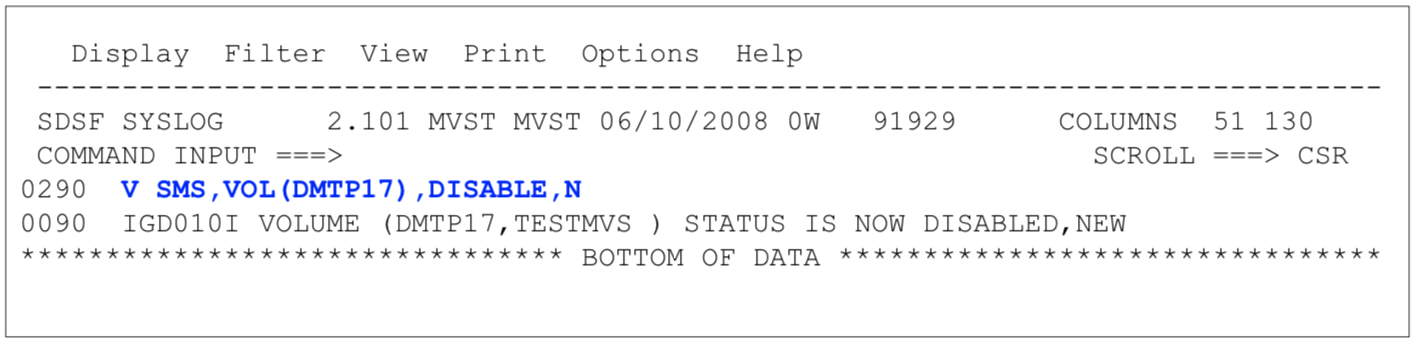 Display Filter View Print Options Help
-------------------------------------------------------------------------------
SDSF SYSLOG 2.101 MVST MVST 06/10/2008 0W 91929 COLUMNS 51 130
COMMAND INPUT ===> SCROLL ===> CSR
0290 V SMS,VOL(DMTP17),DISABLE,N
0090 IGD010I VOLUME (DMTP17,TESTMVS ) STATUS IS NOW DISABLED,NEW
******************************** BOTTOM OF DATA ********************************